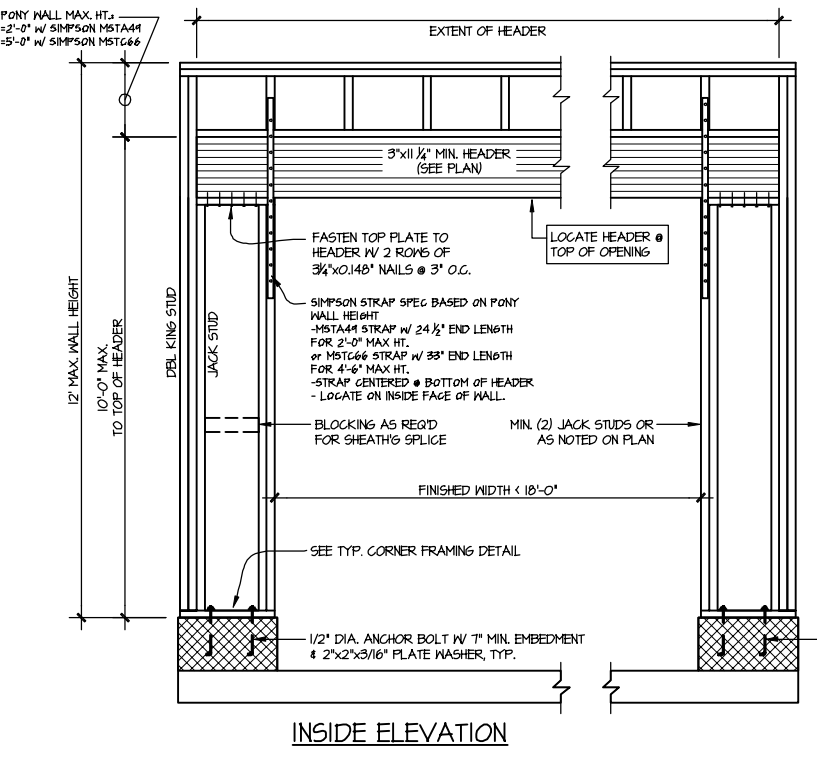 PONY WALL MAX. HT.:
=2'-0" W/ SIMPSON MSTA49
=5'-0" W/ SIMPSON MSTC66
EXTENT OF HEADER
3"x11 1/4" MIN. HEADER
(SEE PLAN)
FASTEN TOP PLATE TO
HEADER W/ 2 ROWS OF
3 1/4"x0.148" NAILS @ 3" O.C.
LOCATE HEADER @
TOP OF OPENING
SIMPSON STRAP SPEC BASED ON PONY
WALL HEIGHT
-MSTA49 STRAP W/ 24 1/2" END LENGTH
FOR 2'-0" MAX HT.
or MSTC66 STRAP W/ 33" END LENGTH
FOR 4'-6" MAX HT.
-STRAP CENTERED @ BOTTOM OF HEADER
- LOCATE ON INSIDE FACE OF WALL.
12' MAX. WALL HEIGHT
10'-0" MAX.
TO TOP OF HEADER
DBL KING STUD
JACK STUD
BLOCKING AS REQ'D
FOR SHEATH'G SPLICE
MIN. (2) JACK STUDS OR
AS NOTED ON PLAN
FINISHED WIDTH < 18'-0"
SEE TYP. CORNER FRAMING DETAIL
1/2" DIA. ANCHOR BOLT W/ 7" MIN. EMBEDMENT
& 2"x2"x3/16" PLATE WASHER, TYP.
INSIDE ELEVATION